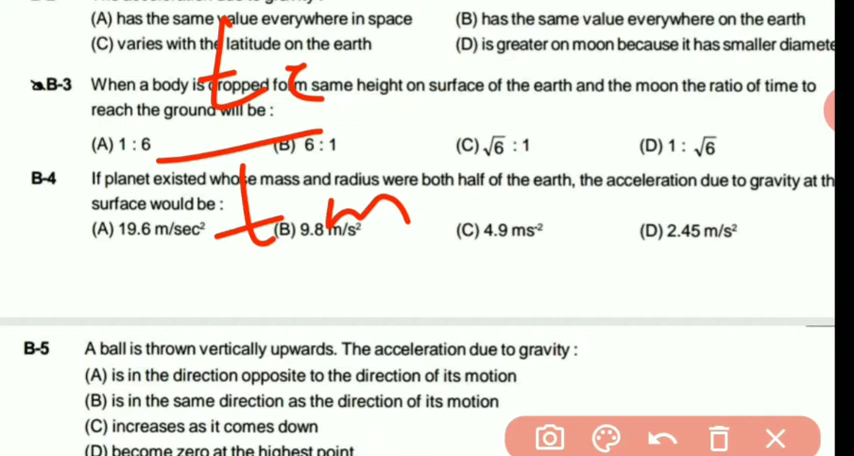 (A) has the same value everywhere in space (B) has the same value everywhere on the earth
(C) varies with the latitude on the earth (D) is greater on moon because it has smaller diamete
B-3 When a body is dropped form same height on surface of the earth and the moon the ratio of time to
reach the ground will be :
(A) 1 : 6 (B) 6 : 1 (C) √6 : 1 (D) 1 : √6
B-4 If planet existed whose mass and radius were both half of the earth, the acceleration due to gravity at th
surface would be :
(A) 19.6 m/sec² (B) 9.8 m/s² (C) 4.9 ms⁻² (D) 2.45 m/s²
te
tm
B-5 A ball is thrown vertically upwards. The acceleration due to gravity :
(A) is in the direction opposite to the direction of its motion
(B) is in the same direction as the direction of its motion
(C) increases as it comes down
(D) become zero at the highest point